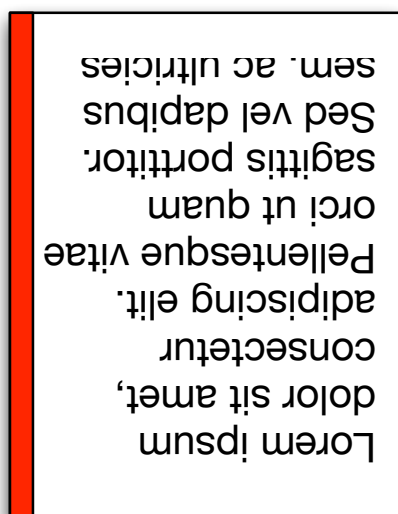 Lorem ipsum
dolor sit amet,
consectetur
adipiscing elit.
Pellentesque vitae
orci ut quam
sagittis porttitor.
Sed vel dapibus
sem. ac ultricies